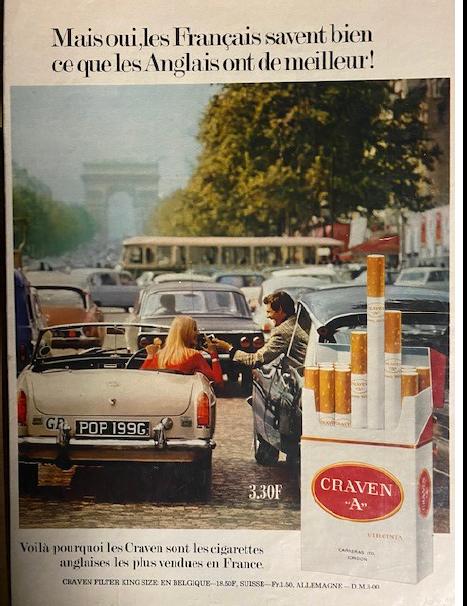 Mais oui, les Français savent bien
ce que les Anglais ont de meilleur!
GB
POP 199G
3.30F
CRAVEN
"A"
VIRGINIA
CARRERAS LTD.
LONDON
Voilà pourquoi les Craven sont les cigarettes
anglaises les plus vendues en France.
CRAVEN FILTER KING SIZE: EN BELGIQUE—18.50F, SUISSE—Fr.1.50, ALLEMAGNE — D.M.3-00